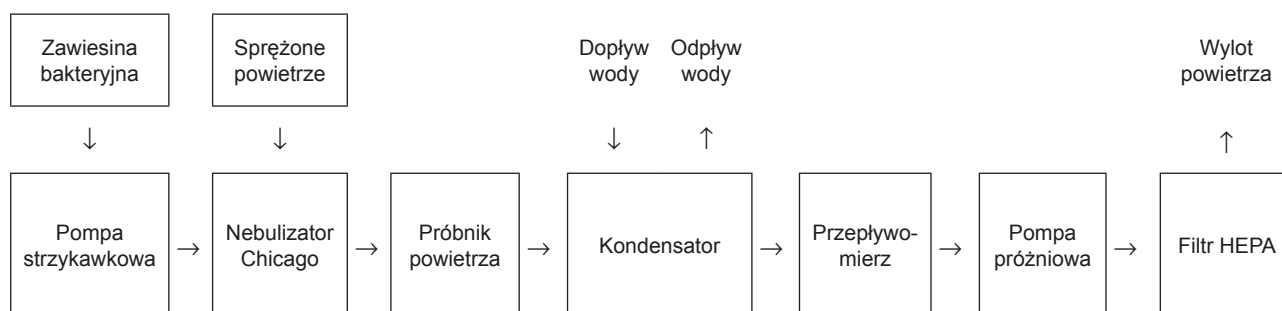 Zawiesina
bakteryjna
Sprężone
powietrze
Dopływ
wody
Odpływ
wody
Wylot
powietrza
↓
↓
↓
↑
↑
Pompa
strzykawkowa
→
Nebulizator
Chicago
→
Próbnik
powietrza
→
Kondensator
→
Przepływo-
mierz
→
Pompa
próżniowa
→
Filtr HEPA